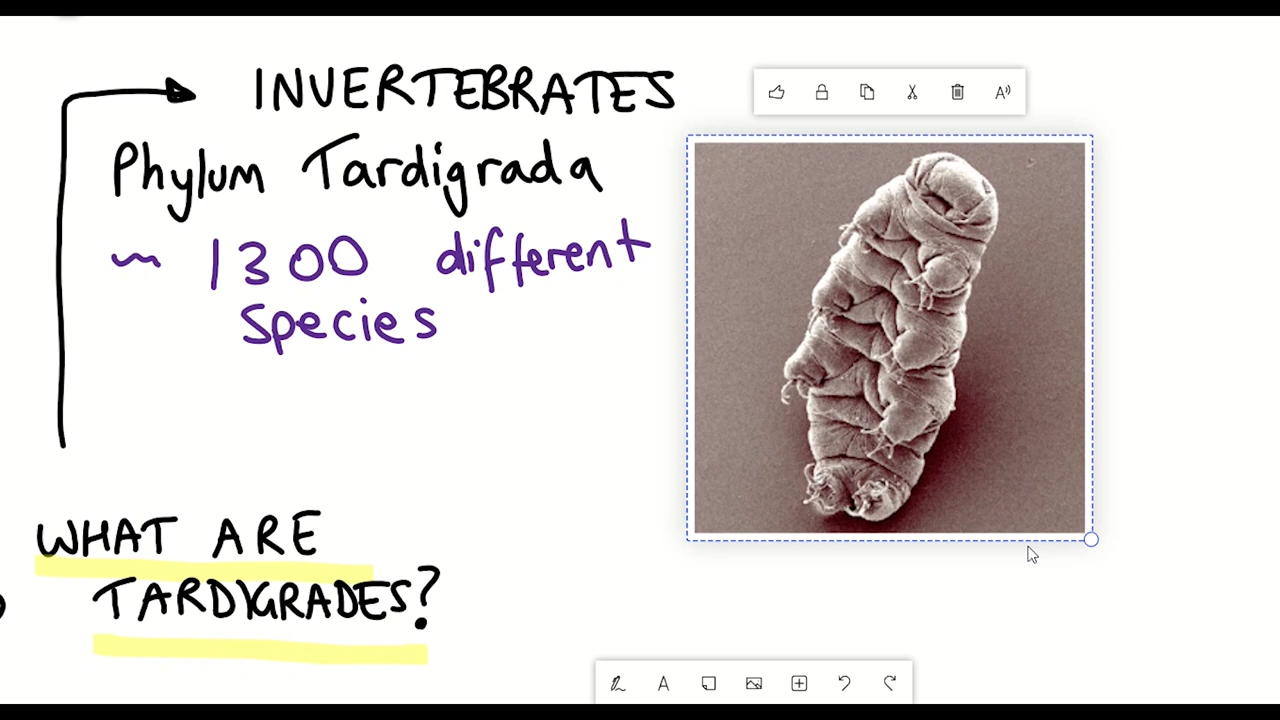 INVERTEBRATES
Phylum Tardigrada
~ 1300 different
species
WHAT ARE
TARDIGRADES?